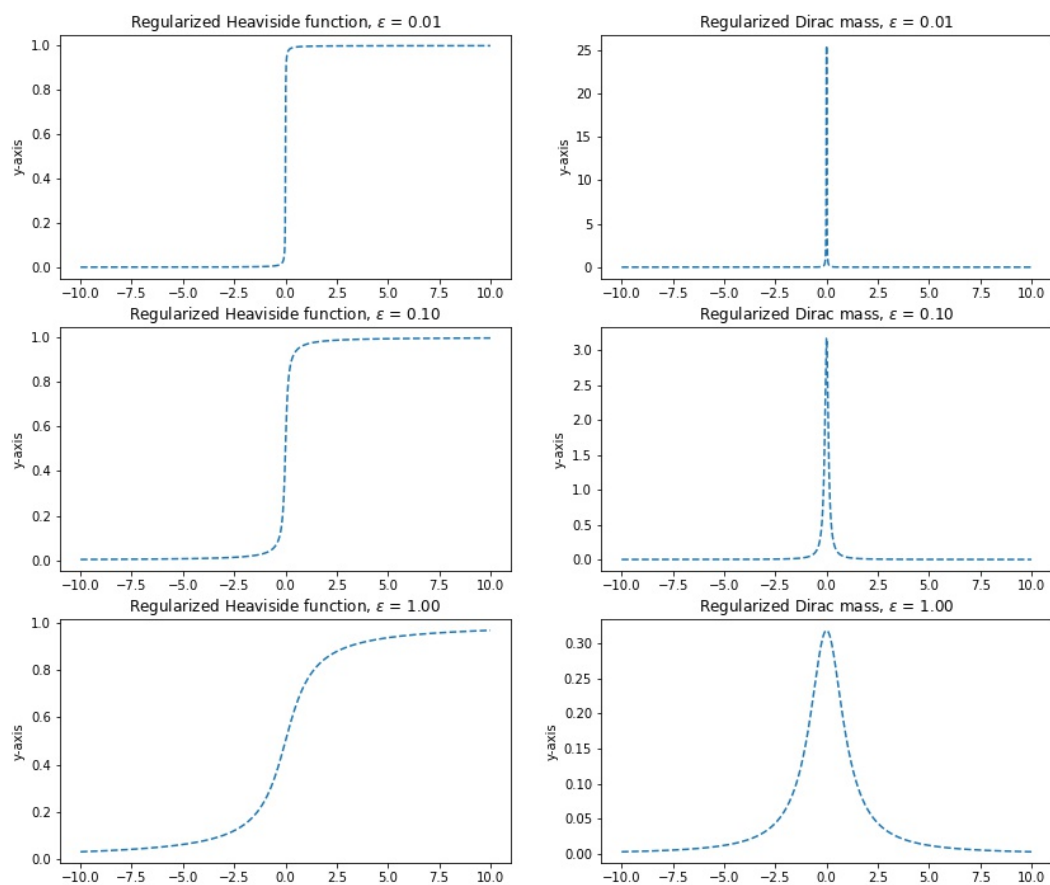 Regularized Heaviside function, ε = 0.01
y-axis
1.0
0.8
0.6
0.4
0.2
0.0
−10.0 −7.5 −5.0 −2.5 0.0 2.5 5.0 7.5 10.0
Regularized Dirac mass, ε = 0.01
y-axis
25
20
15
10
5
0
−10.0 −7.5 −5.0 −2.5 0.0 2.5 5.0 7.5 10.0
Regularized Heaviside function, ε = 0.10
y-axis
1.0
0.8
0.6
0.4
0.2
0.0
−10.0 −7.5 −5.0 −2.5 0.0 2.5 5.0 7.5 10.0
Regularized Dirac mass, ε = 0.10
y-axis
3.0
2.5
2.0
1.5
1.0
0.5
0.0
−10.0 −7.5 −5.0 −2.5 0.0 2.5 5.0 7.5 10.0
Regularized Heaviside function, ε = 1.00
y-axis
1.0
0.8
0.6
0.4
0.2
0.0
−10.0 −7.5 −5.0 −2.5 0.0 2.5 5.0 7.5 10.0
Regularized Dirac mass, ε = 1.00
y-axis
0.30
0.25
0.20
0.15
0.10
0.05
0.00
−10.0 −7.5 −5.0 −2.5 0.0 2.5 5.0 7.5 10.0